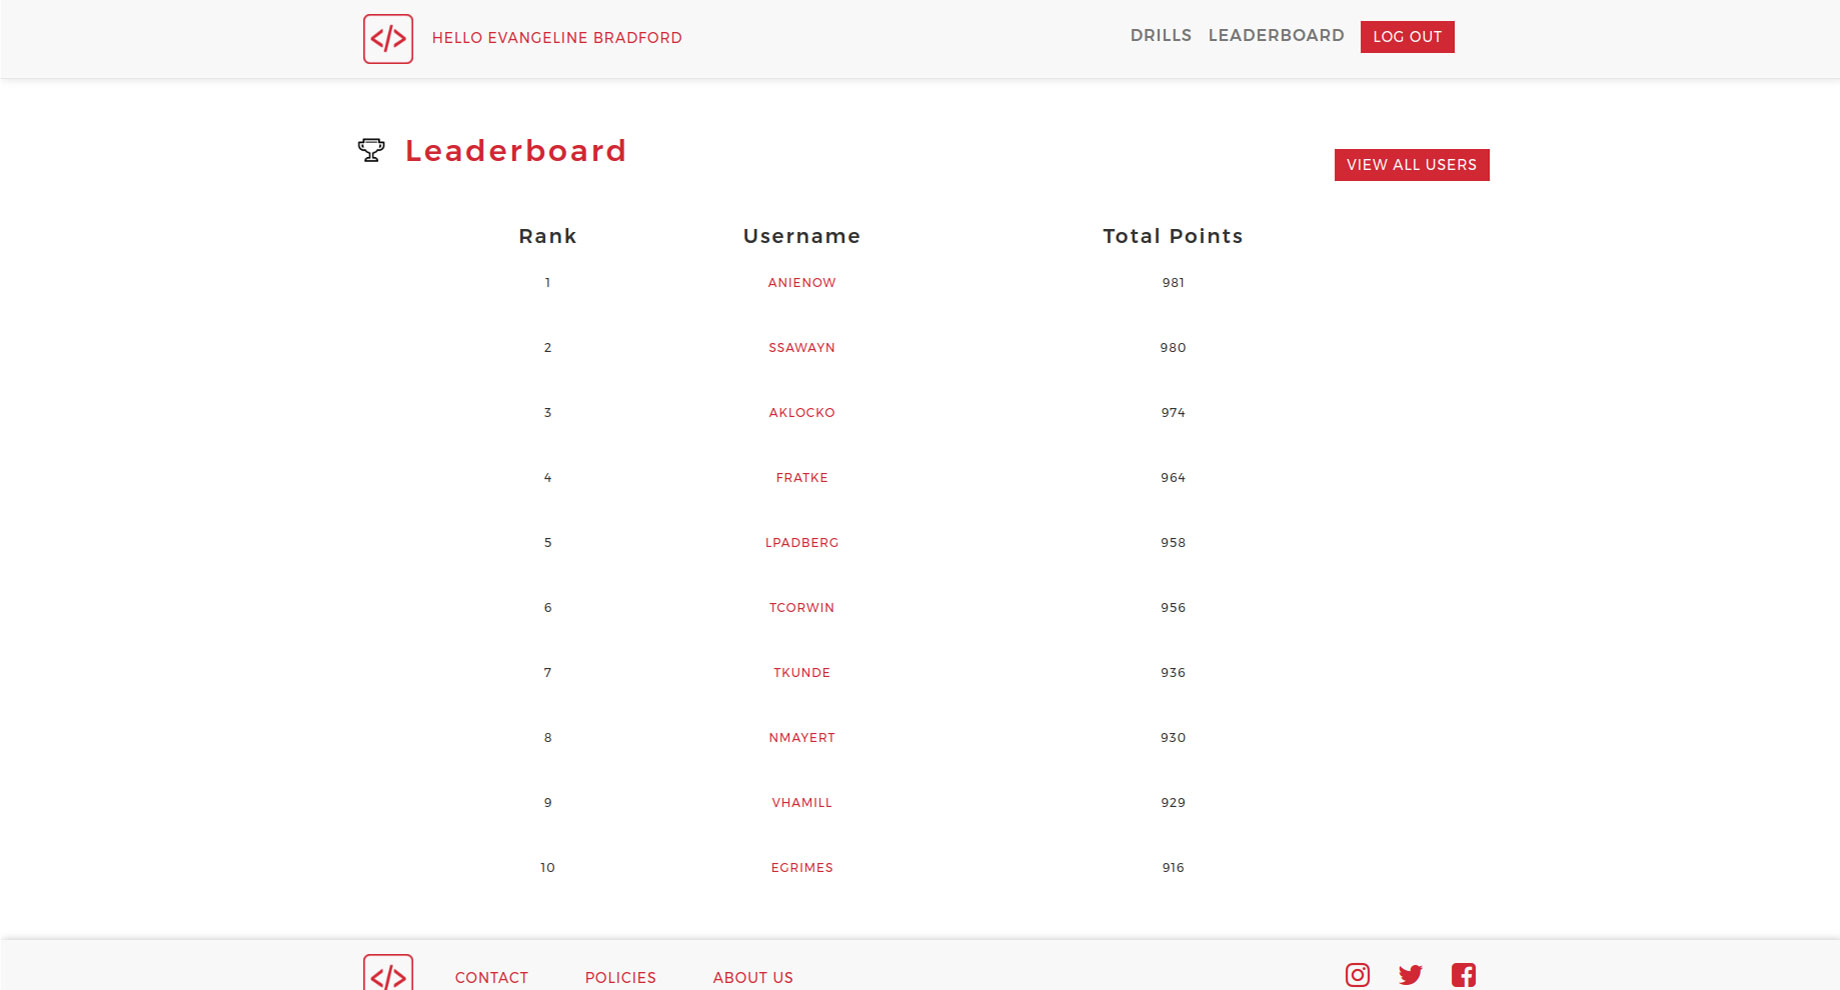 HELLO EVANGELINE BRADFORD DRILLS LEADERBOARD LOG OUT
Leaderboard
VIEW ALL USERS
Rank Username Total Points
1 ANIENOW 981
2 SSAWAYN 980
3 AKLOCKO 974
4 FRATKE 964
5 LPADBERG 958
6 TCORWIN 956
7 TKUNDE 936
8 NMAYERT 930
9 VHAMILL 929
10 EGRIMES 916
CONTACT POLICIES ABOUT US